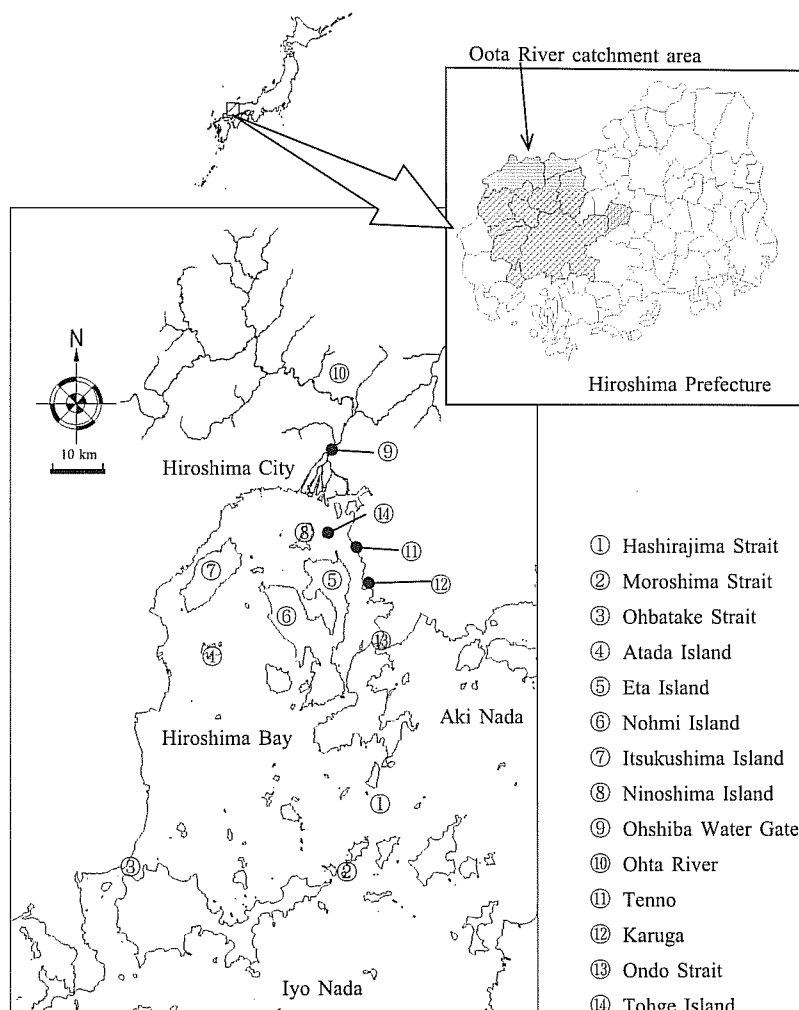 Oota River catchment area
Hiroshima Prefecture
N
10 km
⑩
Hiroshima City
⑨
⑭
⑧
⑪
⑦
⑤
⑫
⑥
⑬
④
Hiroshima Bay
Aki Nada
①
③
②
Iyo Nada
① Hashirajima Strait
② Moroshima Strait
③ Ohbatake Strait
④ Atada Island
⑤ Eta Island
⑥ Nohmi Island
⑦ Itsukushima Island
⑧ Ninoshima Island
⑨ Ohshiba Water Gate
⑩ Ohta River
⑪ Tenno
⑫ Karuga
⑬ Ondo Strait
⑭ Tohge Island